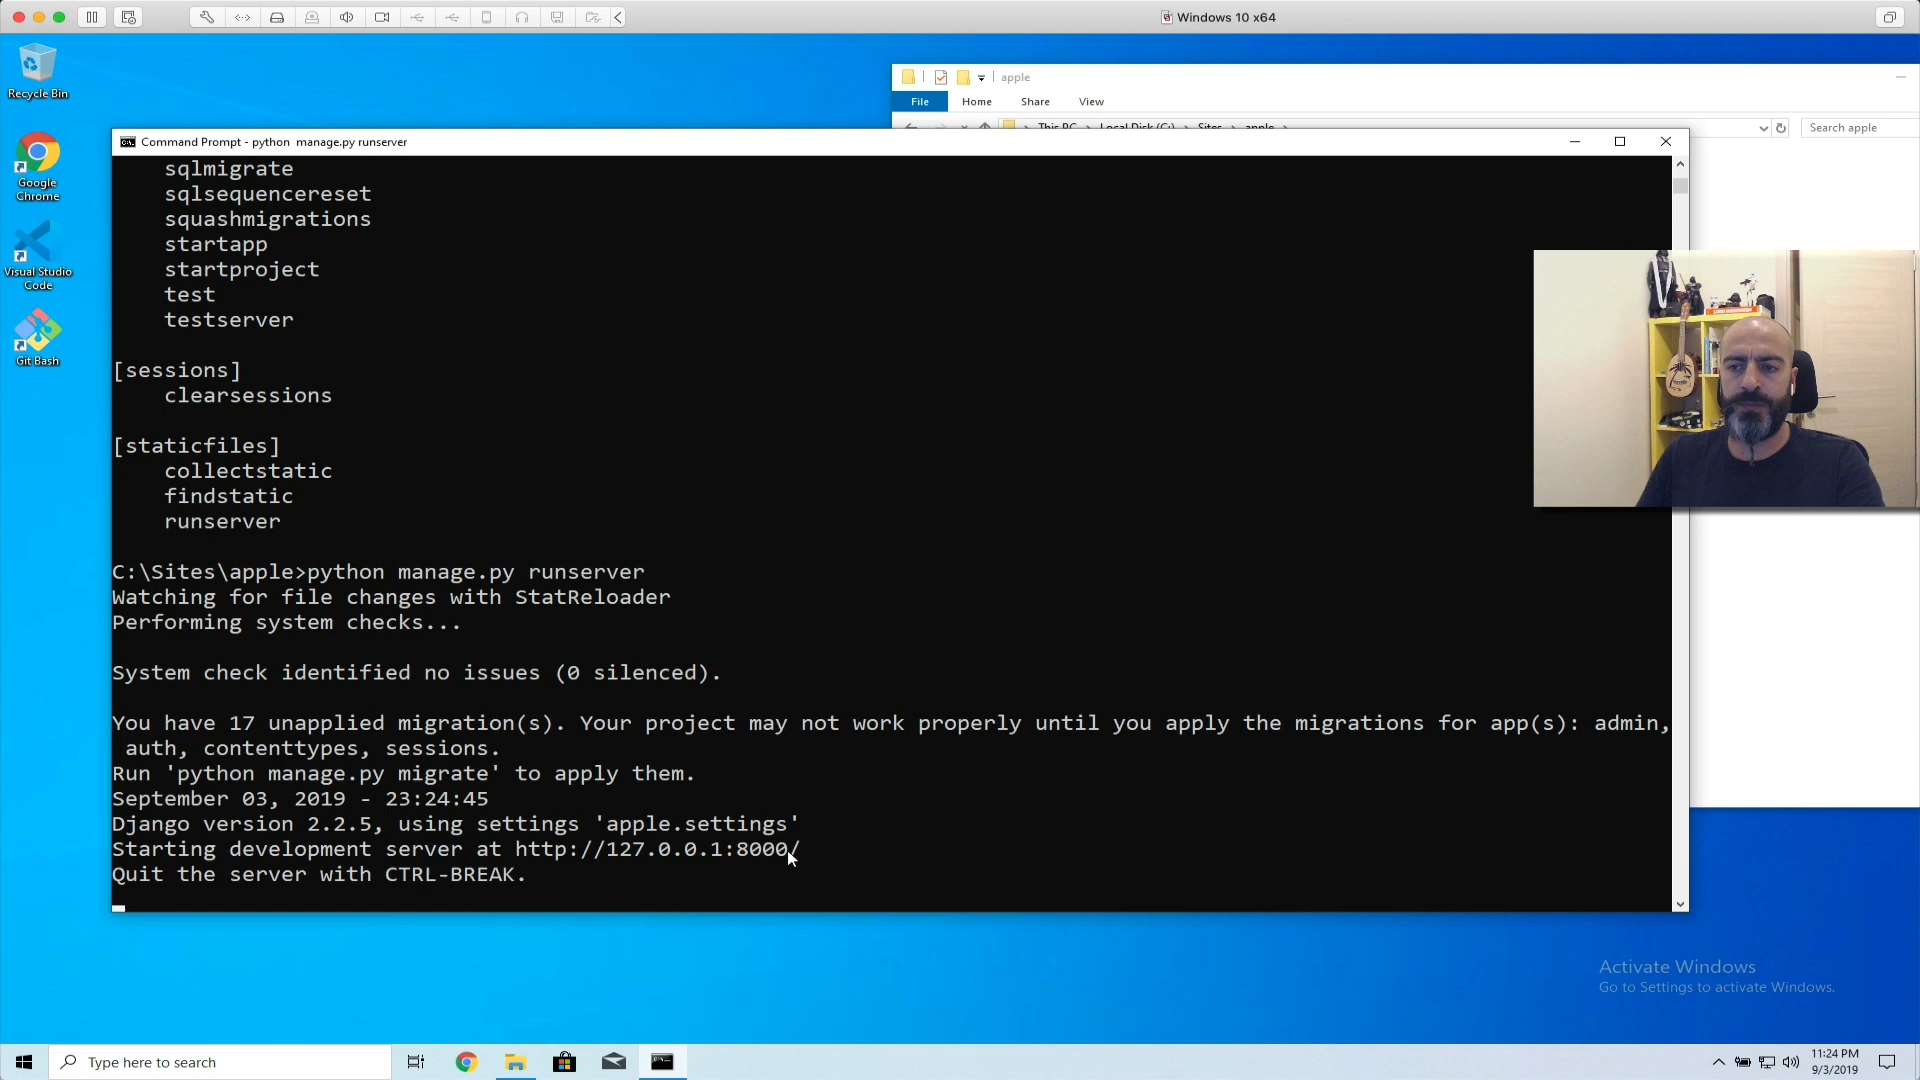 Windows 10 x64
Recycle Bin
Google
Chrome
Visual Studio
Code
Git Bash
apple
File Home Share View
This PC Local Disk (C:) Sites apple
Search apple
Command Prompt - python manage.py runserver
sqlmigrate
sqlsequencereset
squashmigrations
startapp
startproject
test
testserver
[sessions]
clearsessions
[staticfiles]
collectstatic
findstatic
runserver
C:\Sites\apple>python manage.py runserver
Watching for file changes with StatReloader
Performing system checks...
System check identified no issues (0 silenced).
You have 17 unapplied migration(s). Your project may not work properly until you apply the migrations for app(s): admin,
auth, contenttypes, sessions.
Run 'python manage.py migrate' to apply them.
September 03, 2019 - 23:24:45
Django version 2.2.5, using settings 'apple.settings'
Starting development server at http://127.0.0.1:8000/
Quit the server with CTRL-BREAK.
Activate Windows
Go to Settings to activate Windows.
Type here to search
11:24 PM
9/3/2019